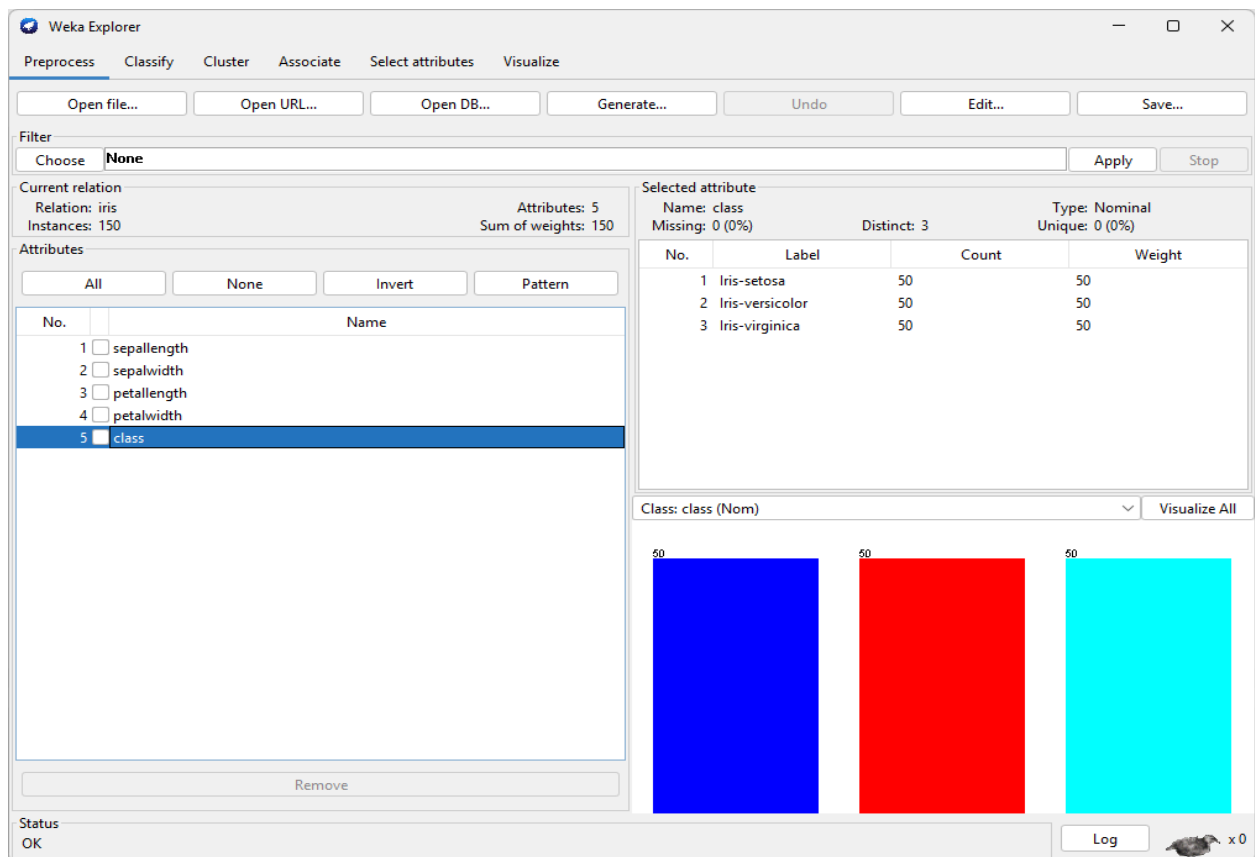 Weka Explorer
Preprocess Classify Cluster Associate Select attributes Visualize
Open file... Open URL... Open DB... Generate... Undo Edit... Save...
Filter
Choose None Apply Stop
Current relation
Relation: iris Attributes: 5
Instances: 150 Sum of weights: 150
Attributes
All None Invert Pattern
No. Name
1 sepallength
2 sepalwidth
3 petallength
4 petalwidth
5 class
Remove
Selected attribute
Name: class Type: Nominal
Missing: 0 (0%) Distinct: 3 Unique: 0 (0%)
No. Label Count Weight
1 Iris-setosa 50 50
2 Iris-versicolor 50 50
3 Iris-virginica 50 50
Class: class (Nom) Visualize All
50 50 50
Status
OK Log x 0